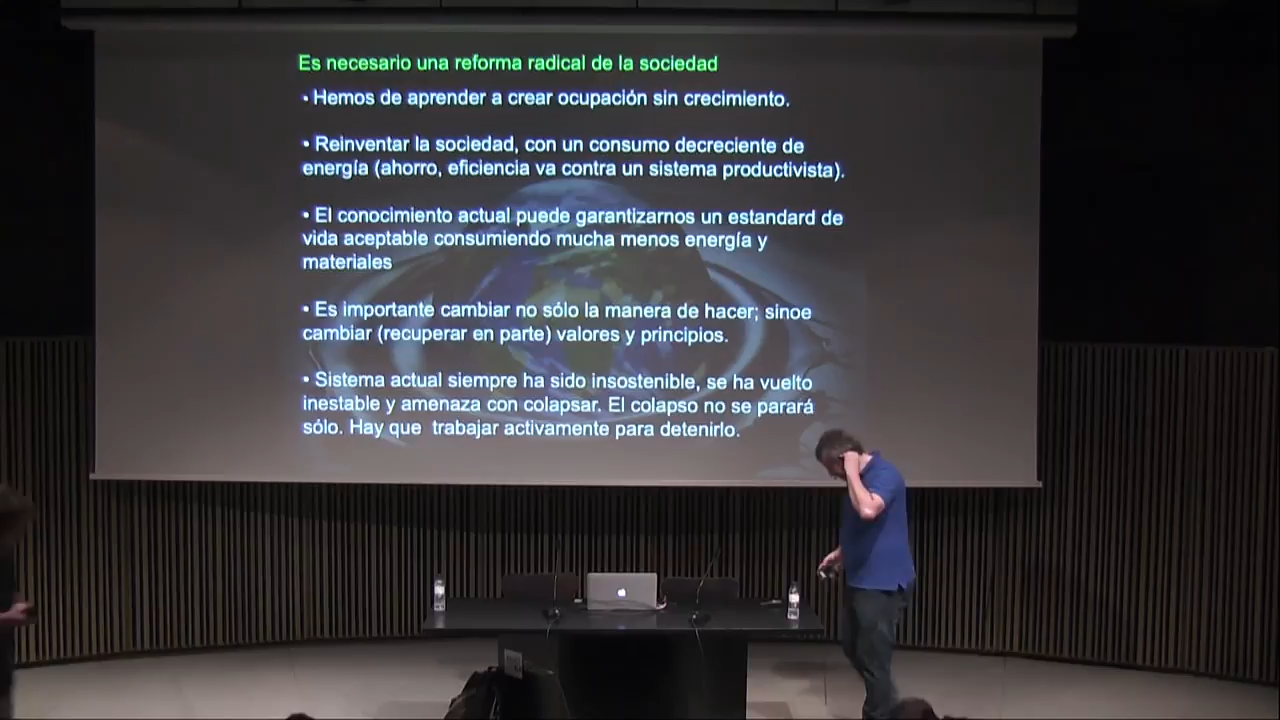 Es necesario una reforma radical de la sociedad
• Hemos de aprender a crear ocupación sin crecimiento.
• Reinventar la sociedad, con un consumo decreciente de
energía (ahorro, eficiencia va contra un sistema productivista).
• El conocimiento actual puede garantizarnos un estandard de
vida aceptable consumiendo mucha menos energía y
materiales
• Es importante cambiar no sólo la manera de hacer; sinoe
cambiar (recuperar en parte) valores y principios.
• Sistema actual siempre ha sido insostenible, se ha vuelto
inestable y amenaza con colapsar. El colapso no se parará
sólo. Hay que  trabajar activamente para detenirlo.